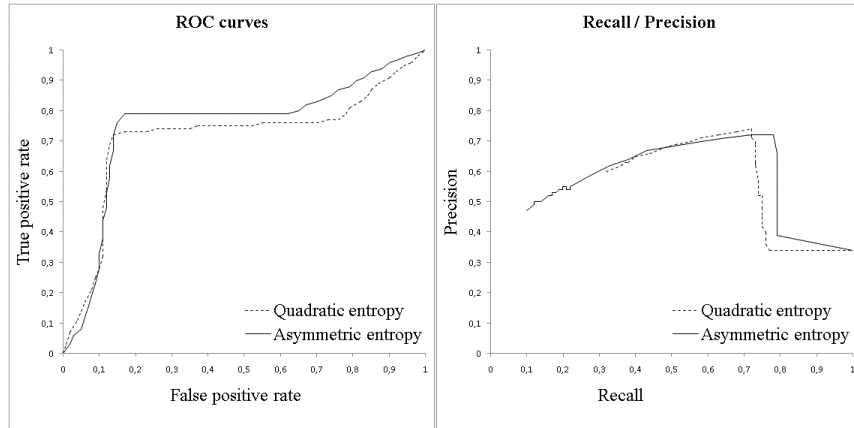 ROC curves
1
0,9
0,8
0,7
0,6
0,5
0,4
0,3
0,2
0,1
0
True positive rate
Quadratic entropy
Asymmetric entropy
0 0,1 0,2 0,3 0,4 0,5 0,6 0,7 0,8 0,9 1
False positive rate
Recall / Precision
1
0,9
0,8
0,7
0,6
0,5
0,4
0,3
0,2
0,1
0
Precision
Quadratic entropy
Asymmetric entropy
0 0,1 0,2 0,3 0,4 0,5 0,6 0,7 0,8 0,9 1
Recall